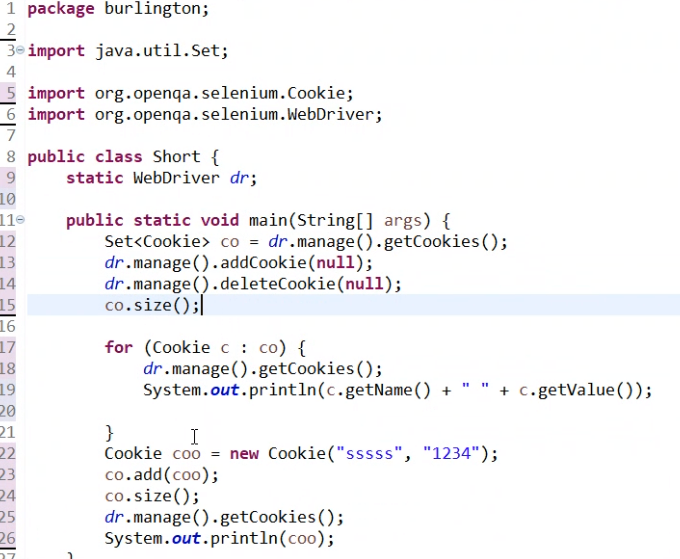 1 package burlington;
2
3 import java.util.Set;
4
5 import org.openqa.selenium.Cookie;
6 import org.openqa.selenium.WebDriver;
7
8 public class Short {
9     static WebDriver dr;
10
11     public static void main(String[] args) {
12         Set<Cookie> co = dr.manage().getCookies();
13         dr.manage().addCookie(null);
14         dr.manage().deleteCookie(null);
15         co.size();
16
17         for (Cookie c : co) {
18             dr.manage().getCookies();
19             System.out.println(c.getName() + " " + c.getValue());
20
21         }
22         Cookie coo = new Cookie("sssss", "1234");
23         co.add(coo);
24         co.size();
25         dr.manage().getCookies();
26         System.out.println(coo);
27     }